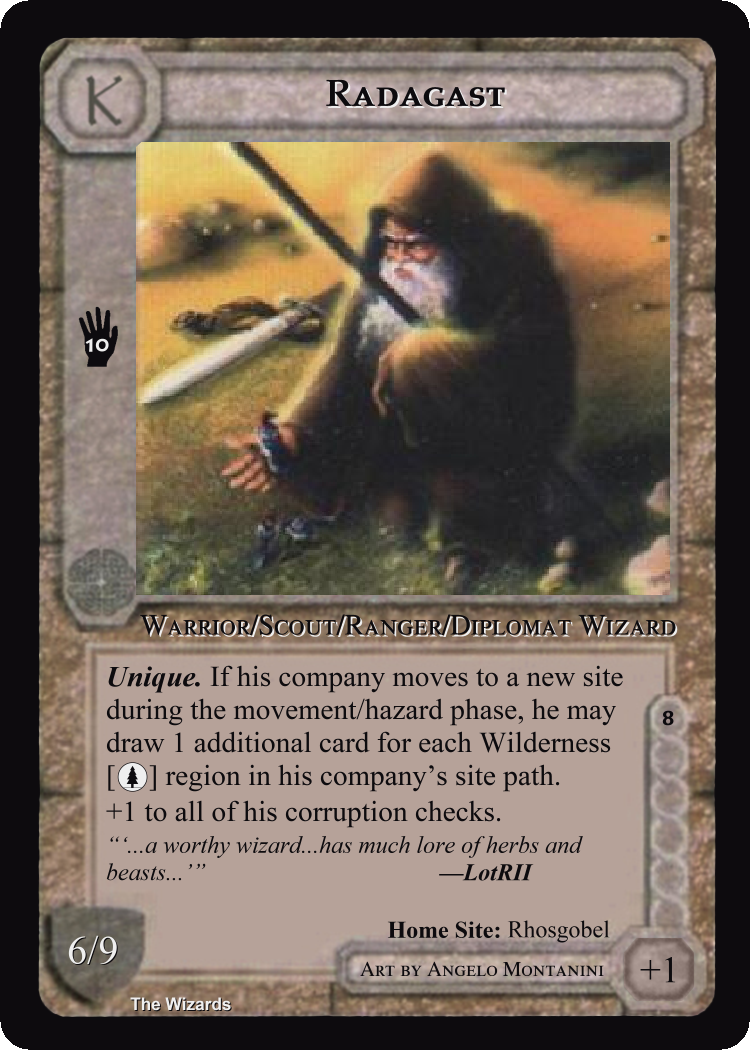 K
Radagast
10
Warrior/Scout/Ranger/Diplomat Wizard
Unique. If his company moves to a new site
during the movement/hazard phase, he may
draw 1 additional card for each Wilderness
[ ] region in his company’s site path.
+1 to all of his corruption checks.
“‘...a worthy wizard...has much lore of herbs and
beasts...’” —LotRII
8
Home Site: Rhosgobel
6/9
Art by Angelo Montanini
+1
The Wizards